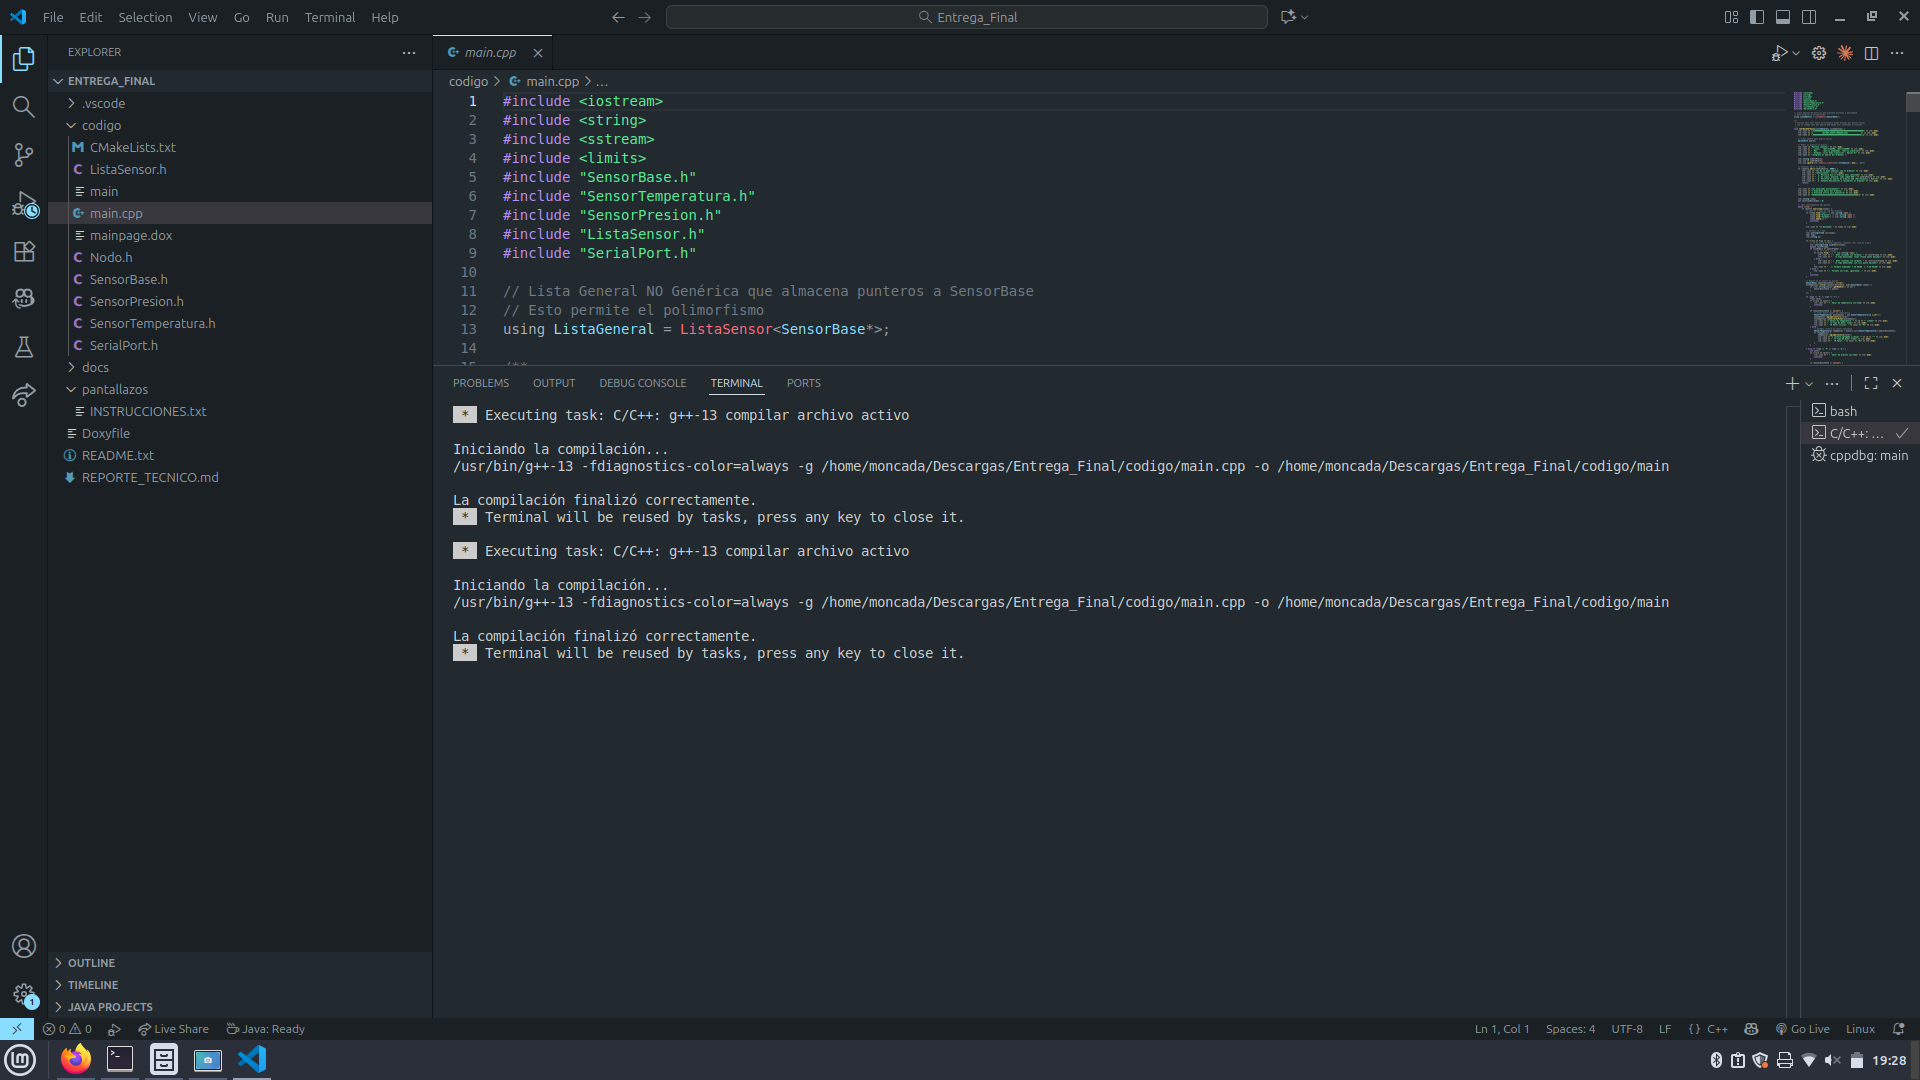 File Edit Selection View Go Run Terminal Help
Entrega_Final
EXPLORER
ENTREGA_FINAL
.vscode
codigo
CMakeLists.txt
ListaSensor.h
main
main.cpp
mainpage.dox
Nodo.h
SensorBase.h
SensorPresion.h
SensorTemperatura.h
SerialPort.h
docs
pantallazos
INSTRUCCIONES.txt
Doxyfile
README.txt
REPORTE_TECNICO.md
OUTLINE
TIMELINE
JAVA PROJECTS
main.cpp
codigo > main.cpp > ...
1 #include <iostream>
2 #include <string>
3 #include <sstream>
4 #include <limits>
5 #include "SensorBase.h"
6 #include "SensorTemperatura.h"
7 #include "SensorPresion.h"
8 #include "ListaSensor.h"
9 #include "SerialPort.h"
10
11 // Lista General NO Genérica que almacena punteros a SensorBase
12 // Esto permite el polimorfismo
13 using ListaGeneral = ListaSensor<SensorBase*>;
14
15 /**
PROBLEMS OUTPUT DEBUG CONSOLE TERMINAL PORTS
* Executing task: C/C++: g++-13 compilar archivo activo
Iniciando la compilación...
/usr/bin/g++-13 -fdiagnostics-color=always -g /home/moncada/Descargas/Entrega_Final/codigo/main.cpp -o /home/moncada/Descargas/Entrega_Final/codigo/main
La compilación finalizó correctamente.
* Terminal will be reused by tasks, press any key to close it.
* Executing task: C/C++: g++-13 compilar archivo activo
Iniciando la compilación...
/usr/bin/g++-13 -fdiagnostics-color=always -g /home/moncada/Descargas/Entrega_Final/codigo/main.cpp -o /home/moncada/Descargas/Entrega_Final/codigo/main
La compilación finalizó correctamente.
* Terminal will be reused by tasks, press any key to close it.
bash
C/C++: ...
cppdbg: main
1
0 0 Live Share Java: Ready
Ln 1, Col 1 Spaces: 4 UTF-8 LF {} C++ Go Live Linux
19:28